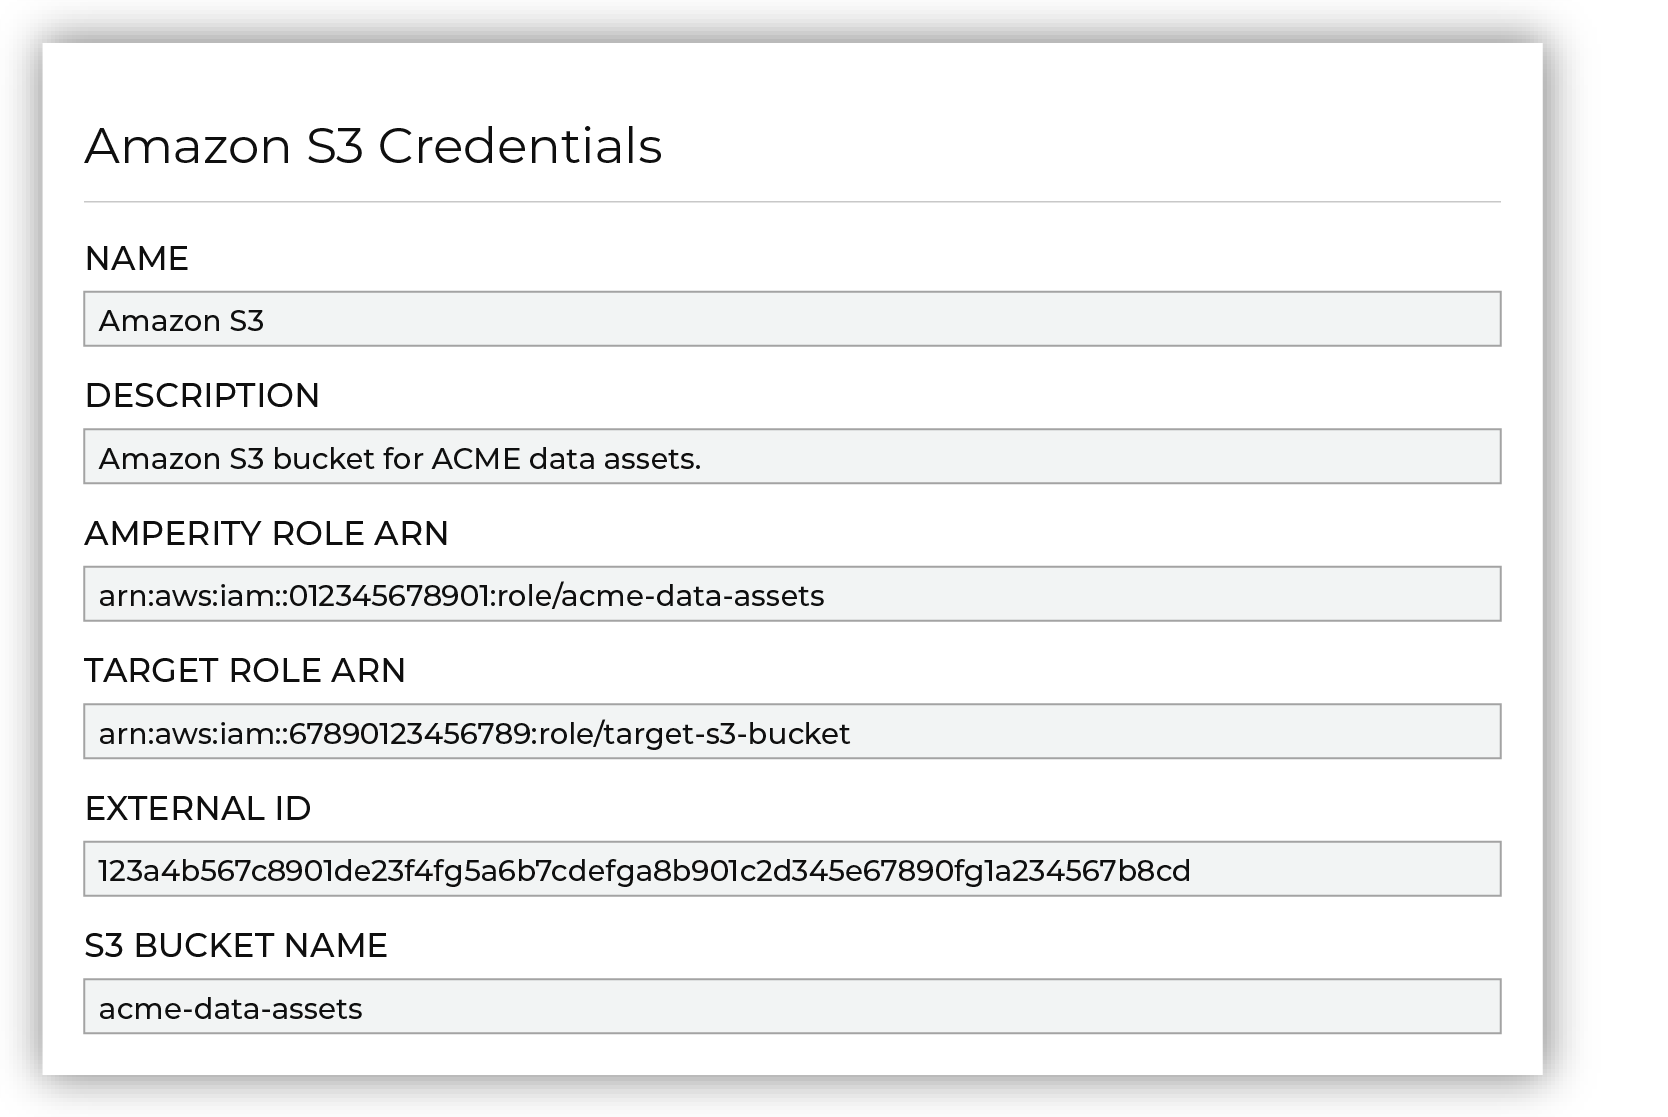 Amazon S3 Credentials
NAME
Amazon S3
DESCRIPTION
Amazon S3 bucket for ACME data assets.
AMPERITY ROLE ARN
arn:aws:iam::012345678901:role/acme-data-assets
TARGET ROLE ARN
arn:aws:iam::67890123456789:role/target-s3-bucket
EXTERNAL ID
123a4b567c8901de23f4fg5a6b7cdefga8b901c2d345e67890fg1a234567b8cd
S3 BUCKET NAME
acme-data-assets